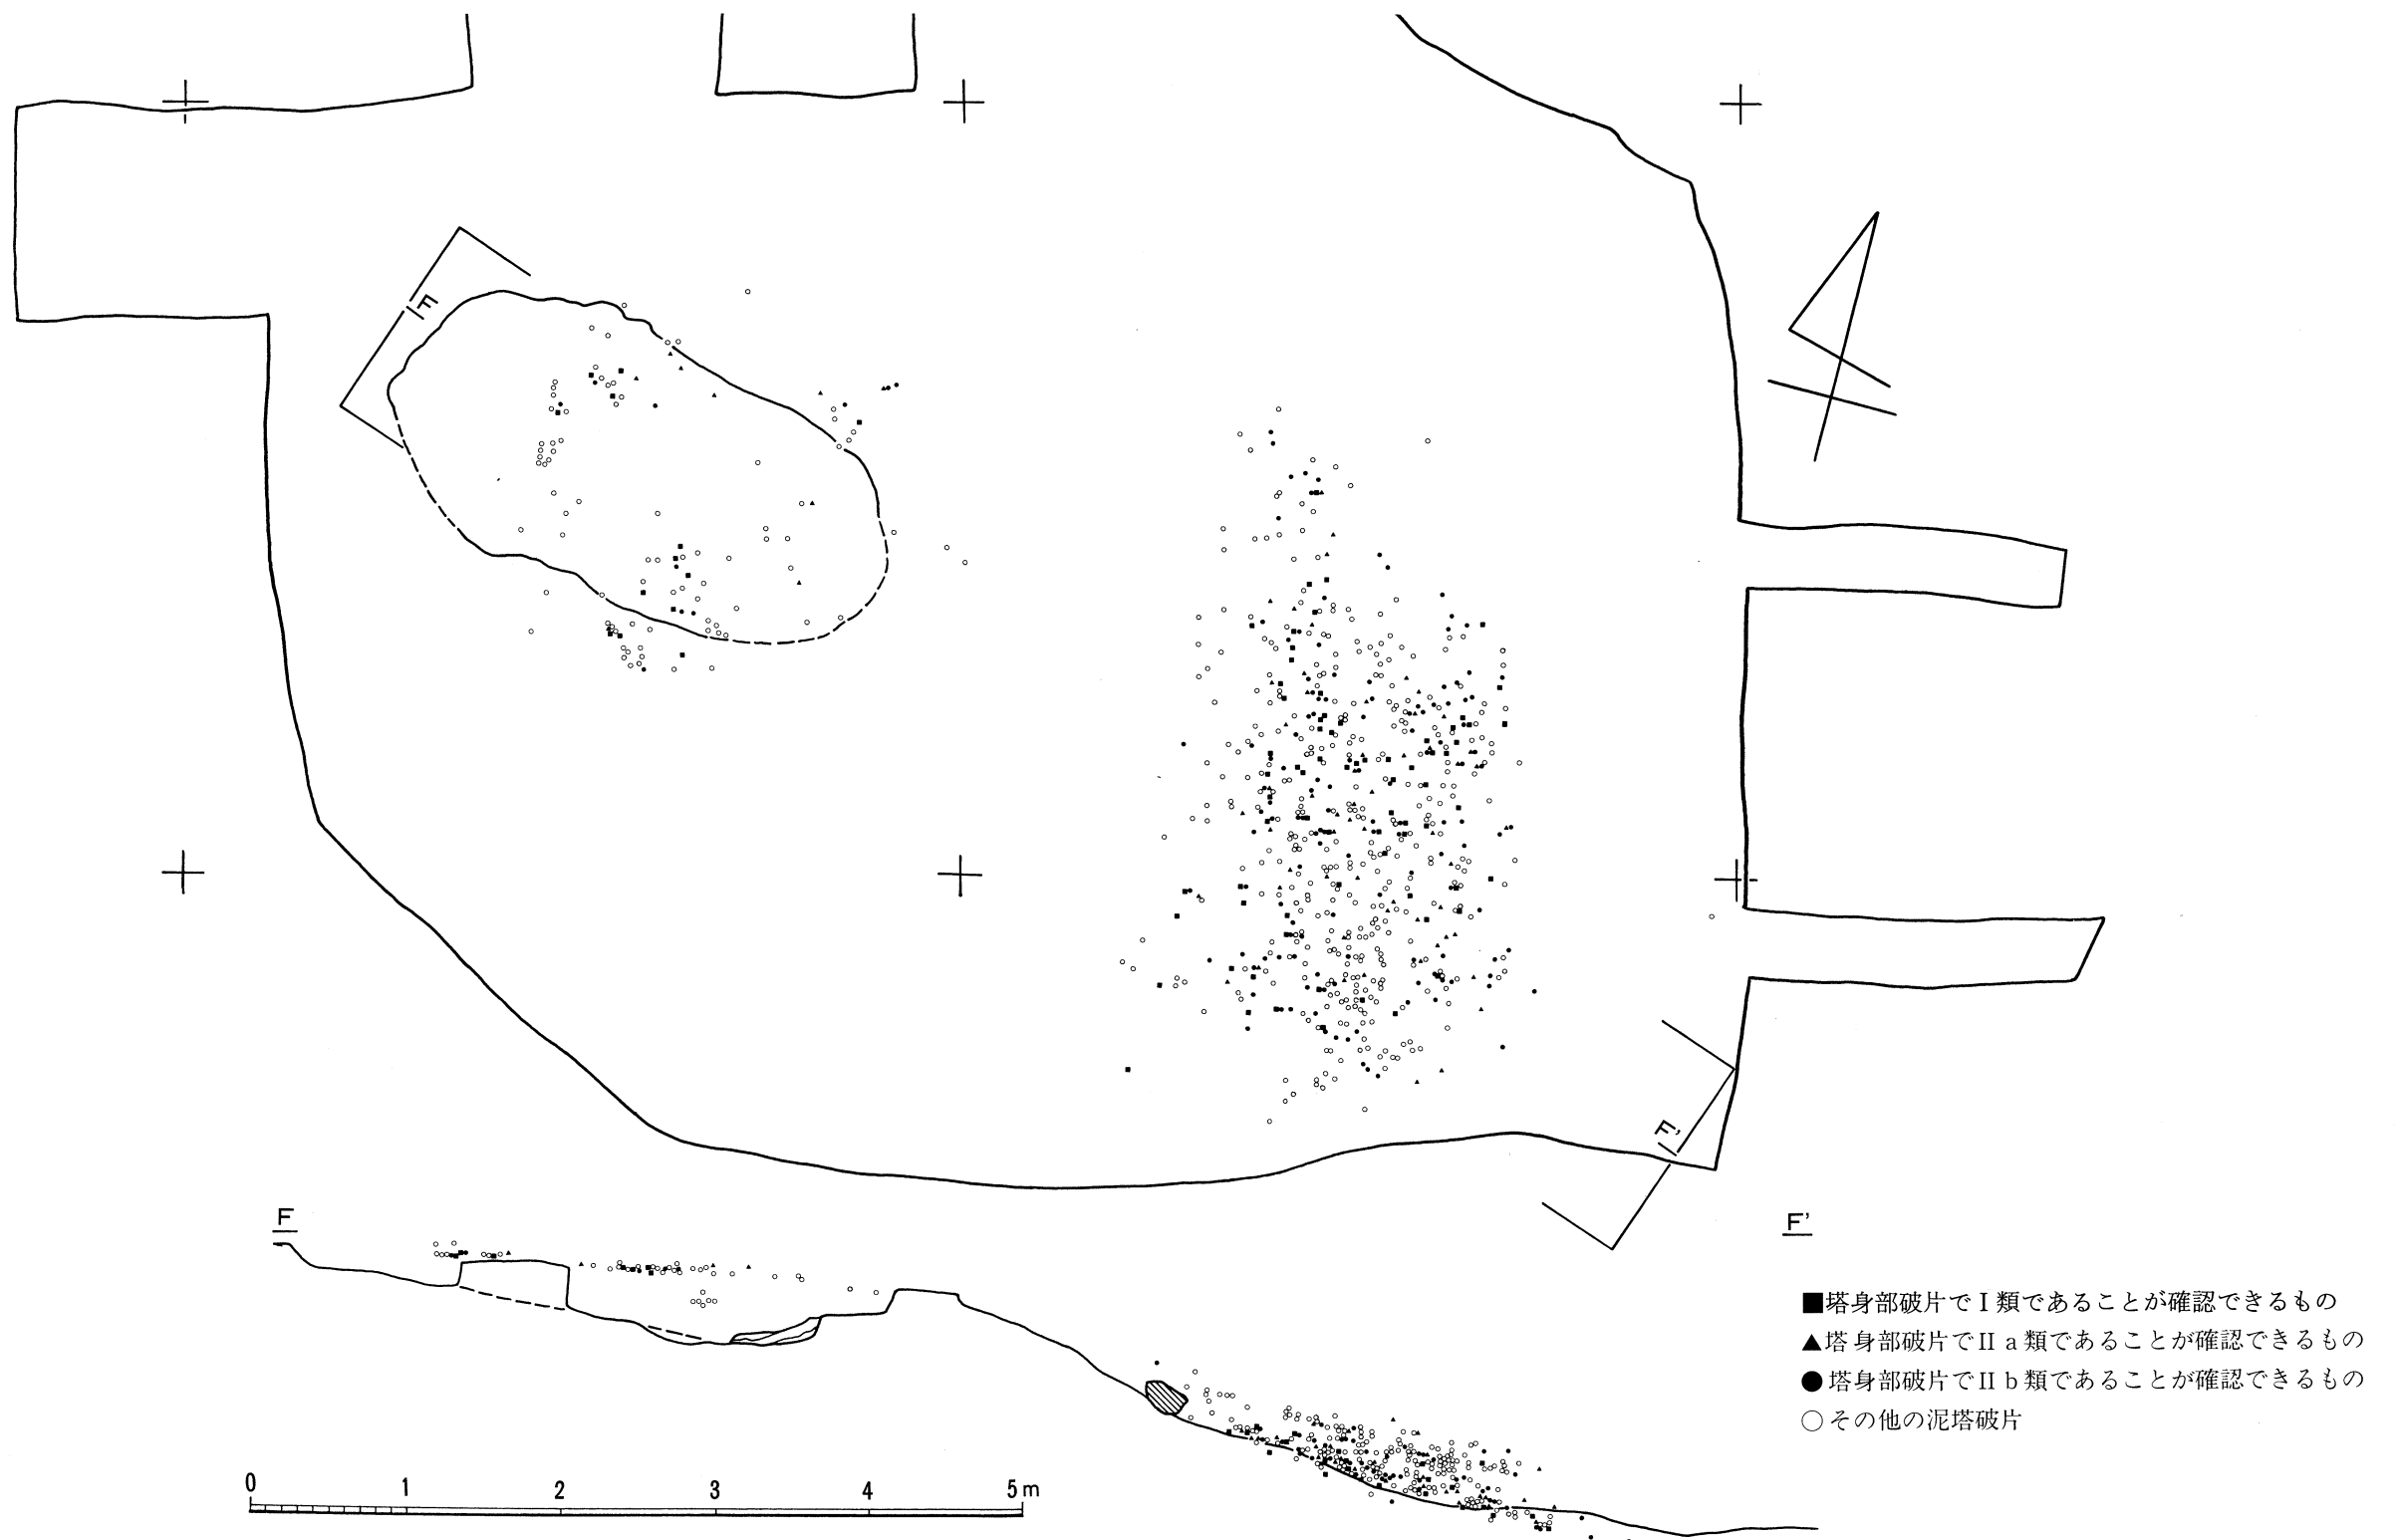 F
F'
F
F'
■塔身部破片でⅠ類であることが確認できるもの
▲塔身部破片でⅡa類であることが確認できるもの
●塔身部破片でⅡb類であることが確認できるもの
○その他の泥塔破片
0 1 2 3 4 5m